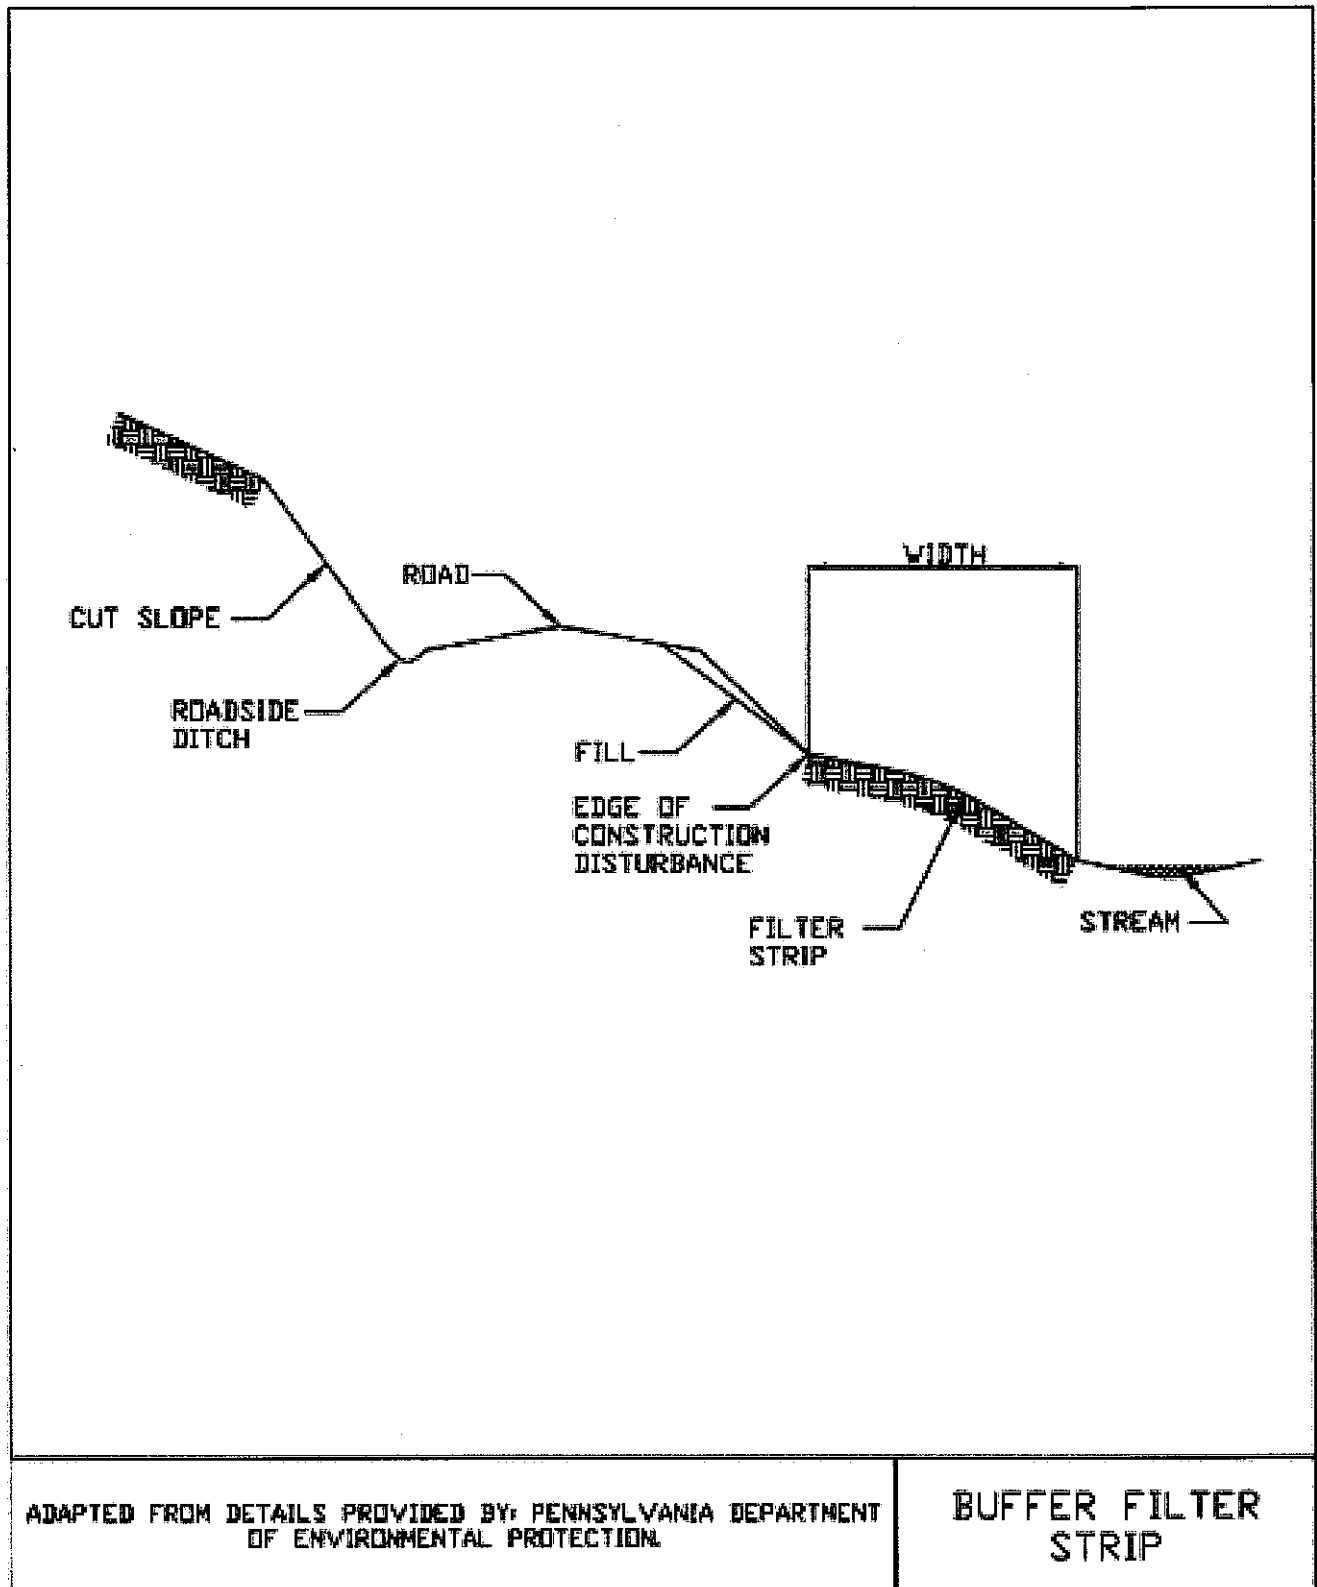 WIDTH
ROAD
CUT SLOPE
ROADSIDE
DITCH
FILL
EDGE OF
CONSTRUCTION
DISTURBANCE
FILTER
STRIP
STREAM
ADAPTED FROM DETAILS PROVIDED BY: PENNSYLVANIA DEPARTMENT
OF ENVIRONMENTAL PROTECTION.
BUFFER FILTER
STRIP